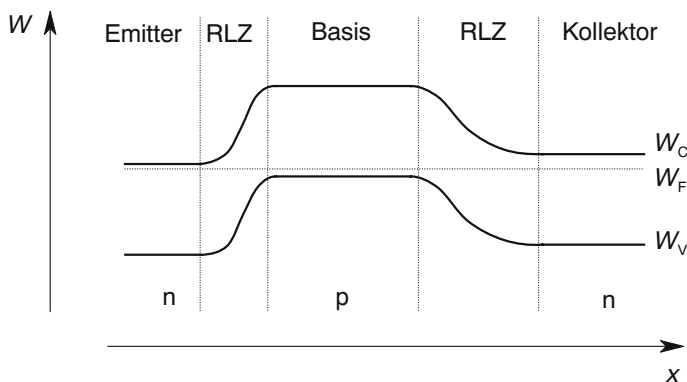 W
Emitter RLZ Basis RLZ Kollektor
W_C
W_F
W_V
n p n
x